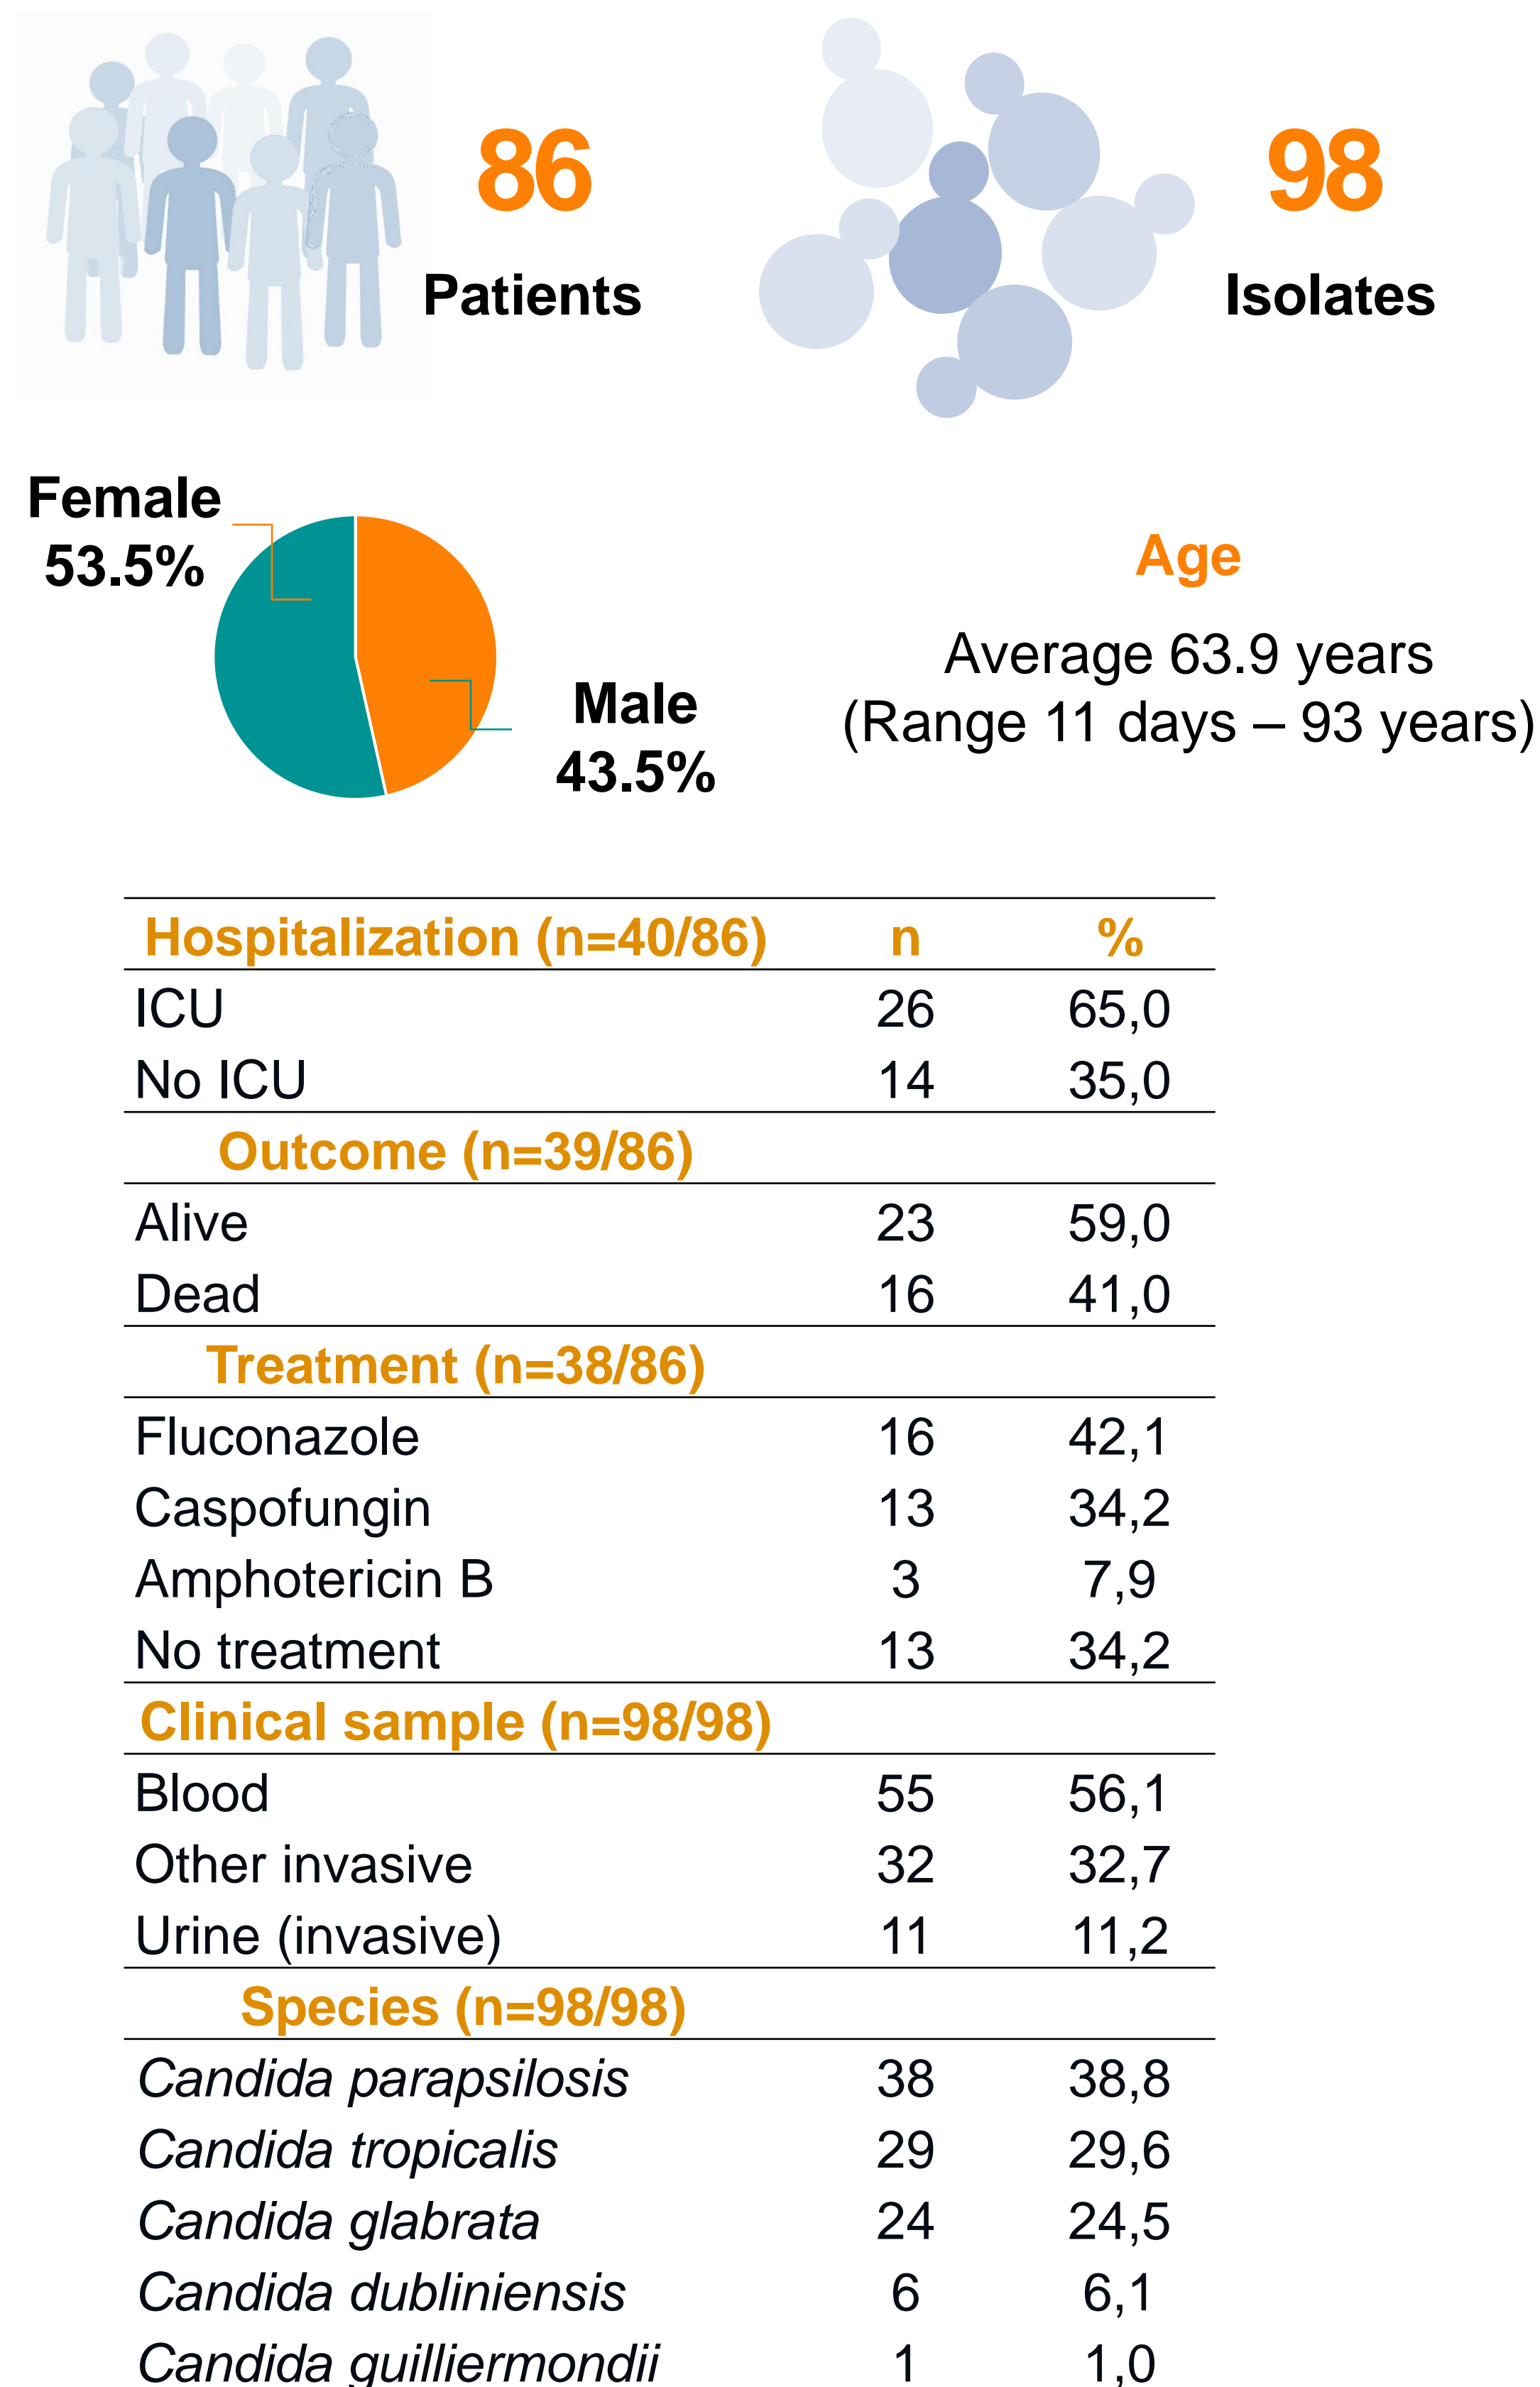 86
Patients
98
Isolates
Female
53.5%
Male
43.5%
Age
Average 63.9 years
(Range 11 days – 93 years)
Hospitalization (n=40/86) n %
ICU 26 65,0
No ICU 14 35,0
Outcome (n=39/86)
Alive 23 59,0
Dead 16 41,0
Treatment (n=38/86)
Fluconazole 16 42,1
Caspofungin 13 34,2
Amphotericin B 3 7,9
No treatment 13 34,2
Clinical sample (n=98/98)
Blood 55 56,1
Other invasive 32 32,7
Urine (invasive) 11 11,2
Species (n=98/98)
Candida parapsilosis 38 38,8
Candida tropicalis 29 29,6
Candida glabrata 24 24,5
Candida dubliniensis 6 6,1
Candida guilliermondii 1 1,0